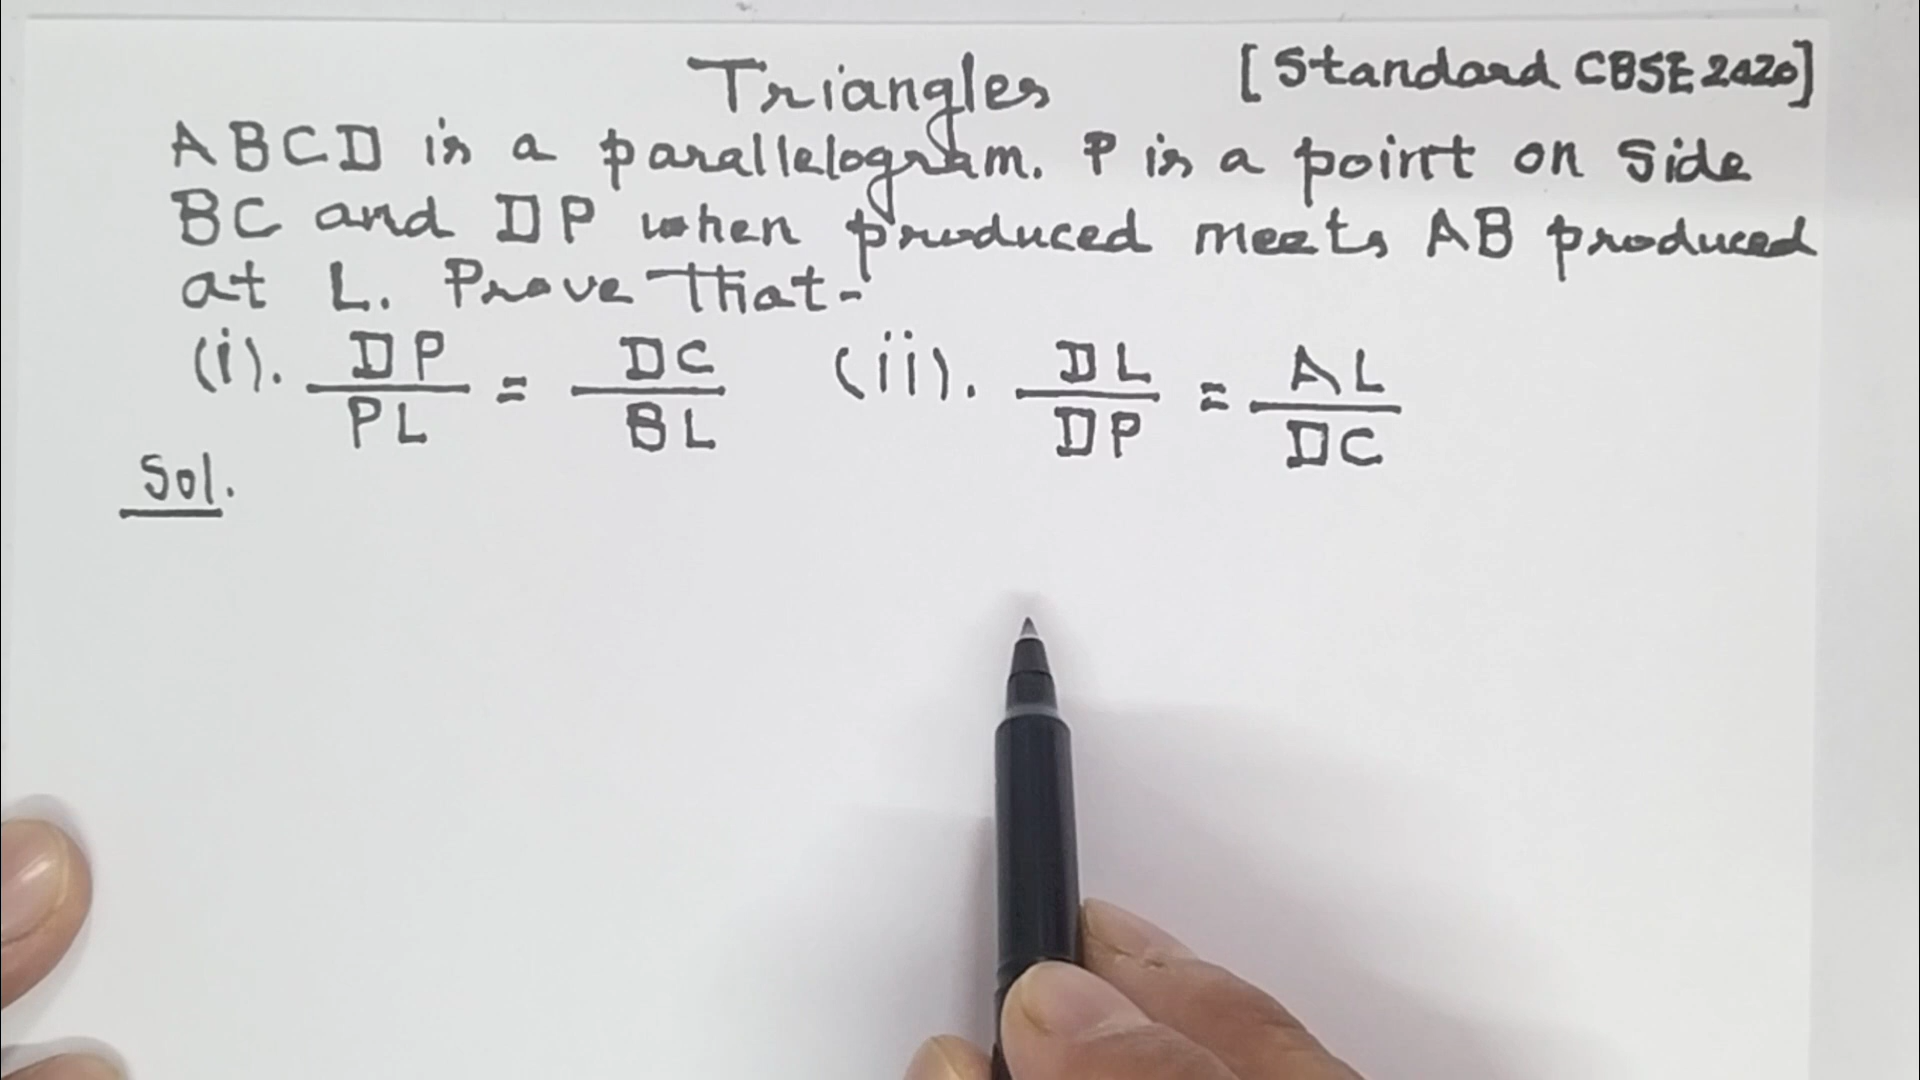 Triangles [Standard CBSE 2020]
ABCD is a parallelogram. P is a point on side
BC and DP when produced meets AB produced
at L. Prove That-
(i). DP/PL = DC/BL (ii). DL/DP = AL/DC
Sol.